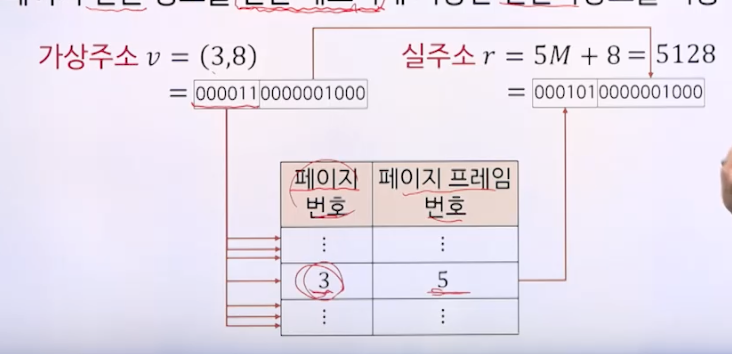 가상주소 v = (3,8)
= 000011 0000001000
실주소 r = 5M + 8 = 5128
= 000101 0000001000
페이지 번호 페이지 프레임 번호
⋮ ⋮
3 5
⋮ ⋮